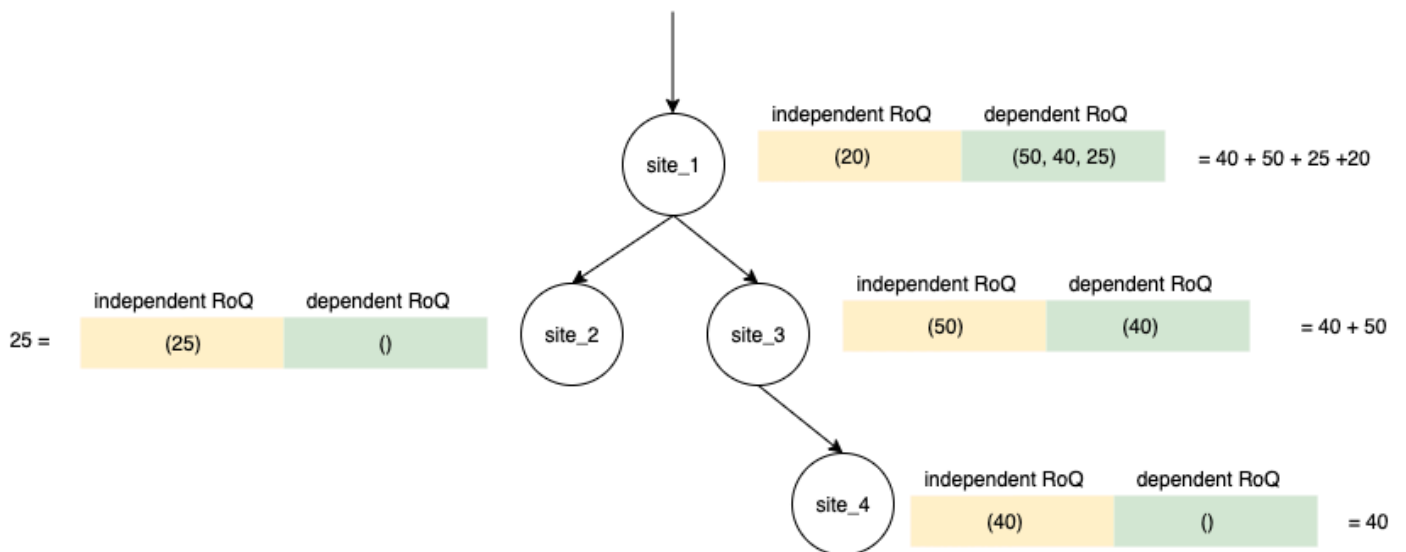 independent RoQ dependent RoQ
site_1 (20) (50, 40, 25) = 40 + 50 + 25 +20
independent RoQ dependent RoQ
25 = (25) () site_2
independent RoQ dependent RoQ
site_3 (50) (40) = 40 + 50
independent RoQ dependent RoQ
site_4 (40) () = 40